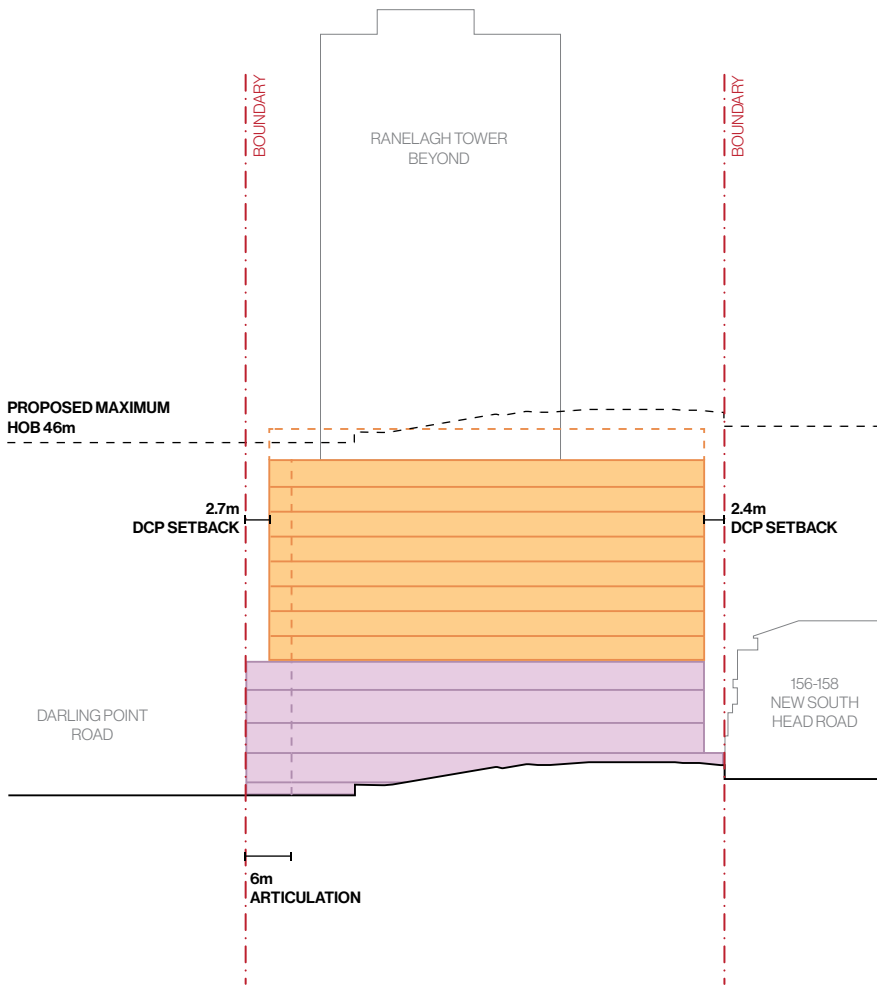 BOUNDARY
BOUNDARY
RANELAGH TOWER
BEYOND
PROPOSED MAXIMUM
HOB 46m
2.7m
DCP SETBACK
2.4m
DCP SETBACK
DARLING POINT
ROAD
156-158
NEW SOUTH
HEAD ROAD
6m
ARTICULATION